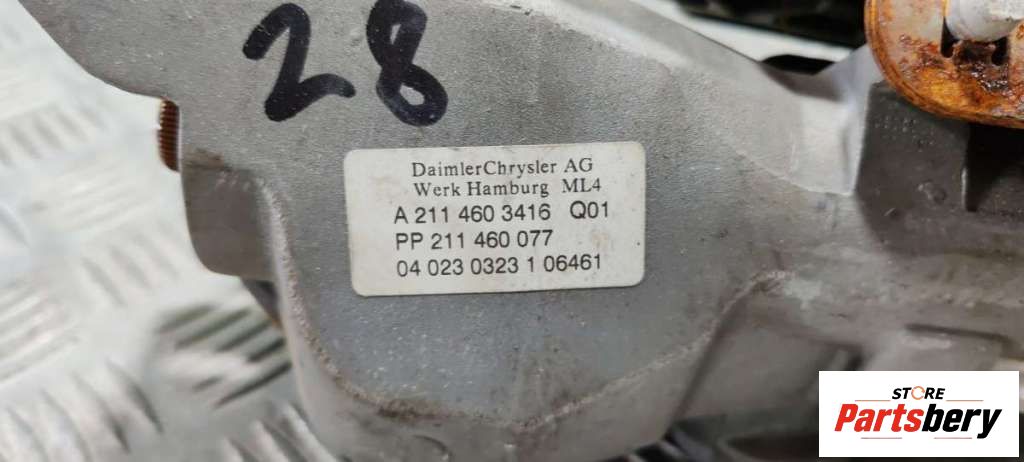 28
DaimlerChrysler AG
Werk Hamburg ML4
A 211 460 3416 Q01
PP 211 460 077
04 023 0323 1 06461
STORE
Partsbery